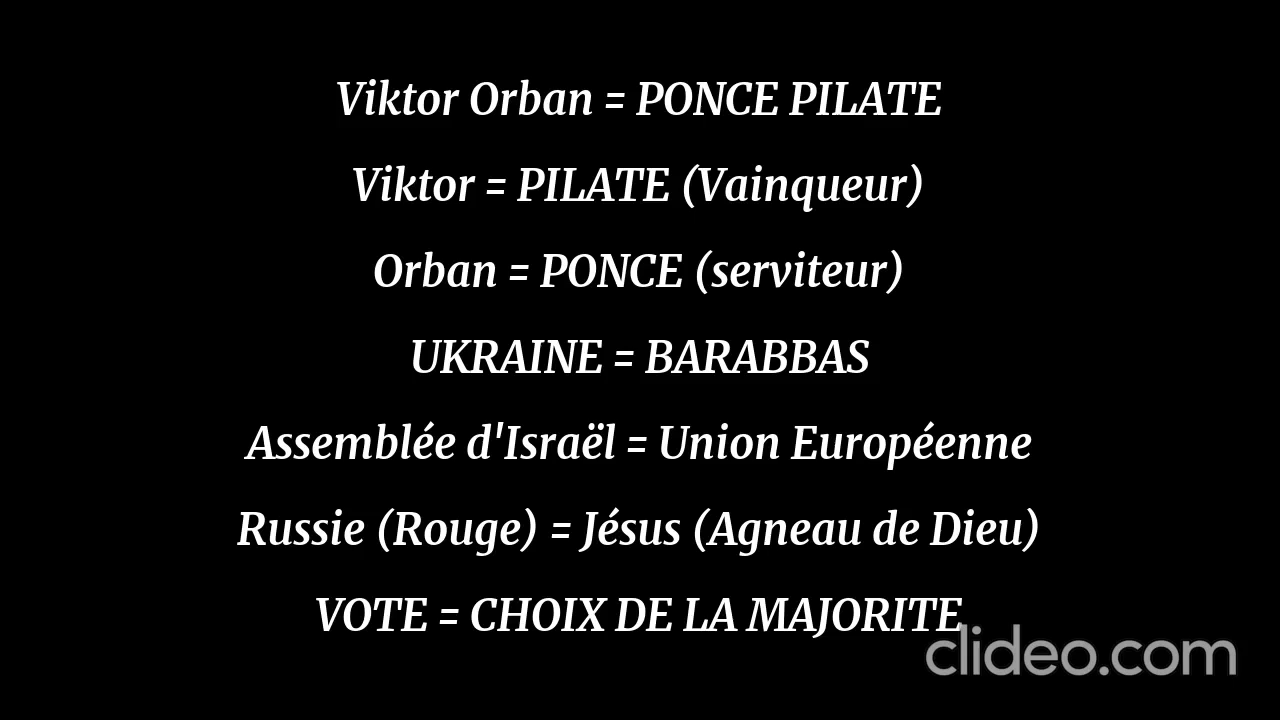 Viktor Orban = PONCE PILATE
Viktor = PILATE (Vainqueur)
Orban = PONCE (serviteur)
UKRAINE = BARABBAS
Assemblée d'Israël = Union Européenne
Russie (Rouge) = Jésus (Agneau de Dieu)
VOTE = CHOIX DE LA MAJORITE
clideo.com